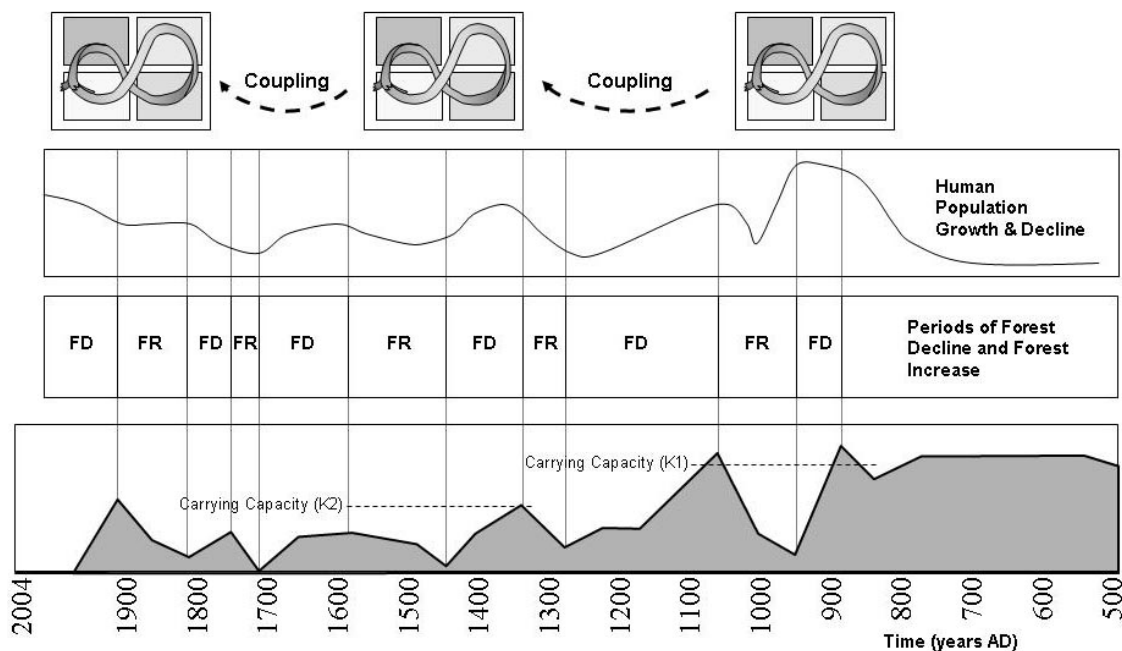 Coupling
Coupling
Human
Population
Growth & Decline
FD
FR
FD
FR
FD
FR
FD
FR
FD
FR
FD
Periods of Forest
Decline and Forest
Increase
Carrying Capacity (K1)
Carrying Capacity (K2)
2004
1900
1800
1700
1600
1500
1400
1300
1200
1100
1000
900
800
700
600
500
Time (years AD)